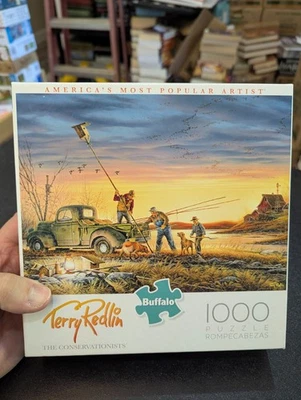 AMERICA'S MOST POPULAR ARTIST
Terry Redlin
Buffalo
1000
PUZZLE
ROMPECABEZAS
THE CONSERVATIONISTS